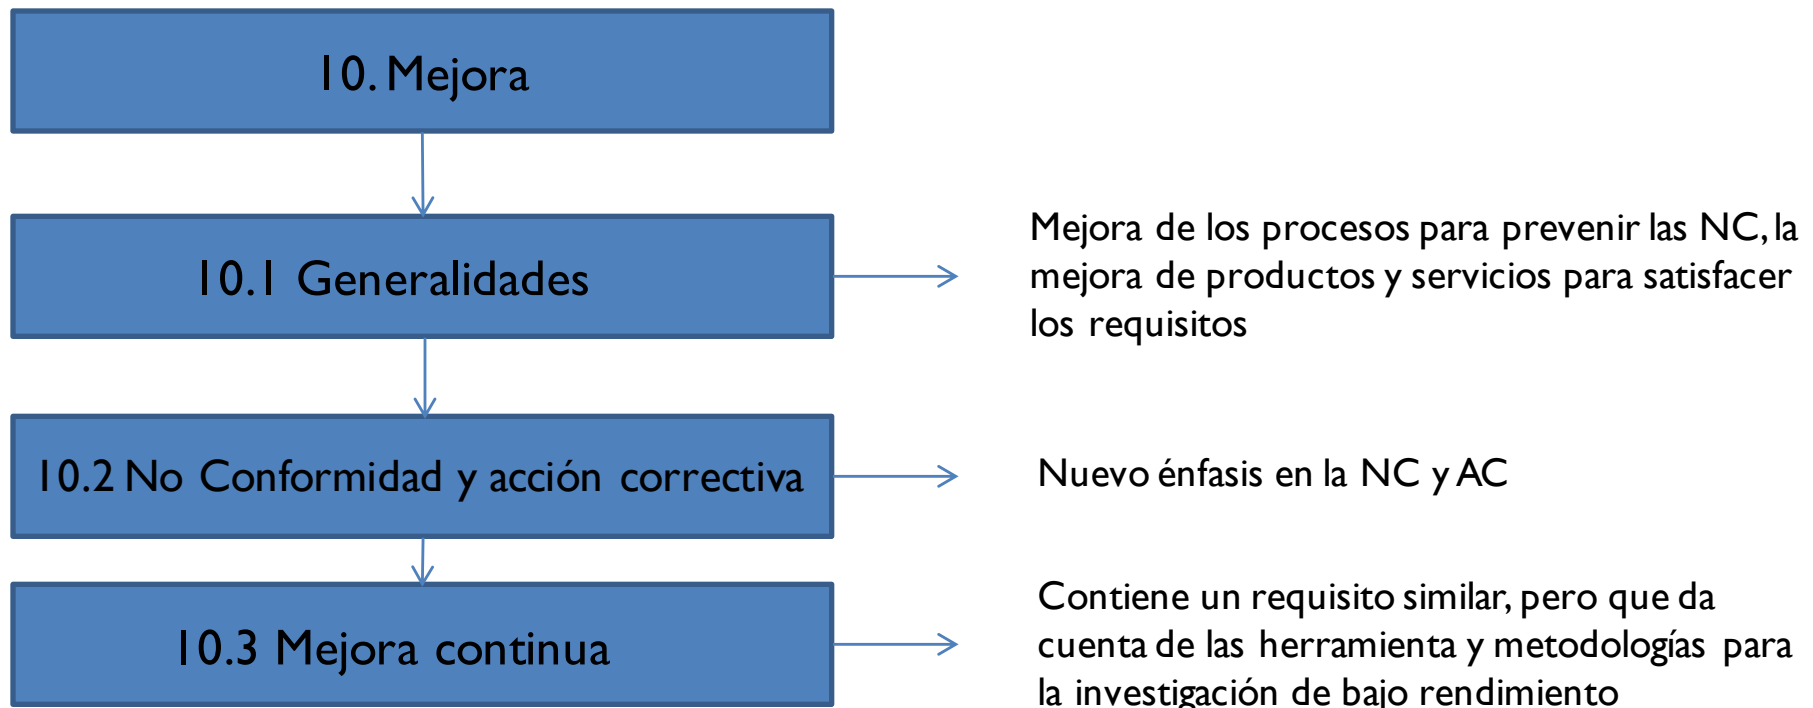 10. Mejora
10.1 Generalidades
Mejora de los procesos para prevenir las NC, la
mejora de productos y servicios para satisfacer
los requisitos
10.2 No Conformidad y acción correctiva
Nuevo énfasis en la NC y AC
10.3 Mejora continua
Contiene un requisito similar, pero que da
cuenta de las herramienta y metodologías para
la investigación de bajo rendimiento